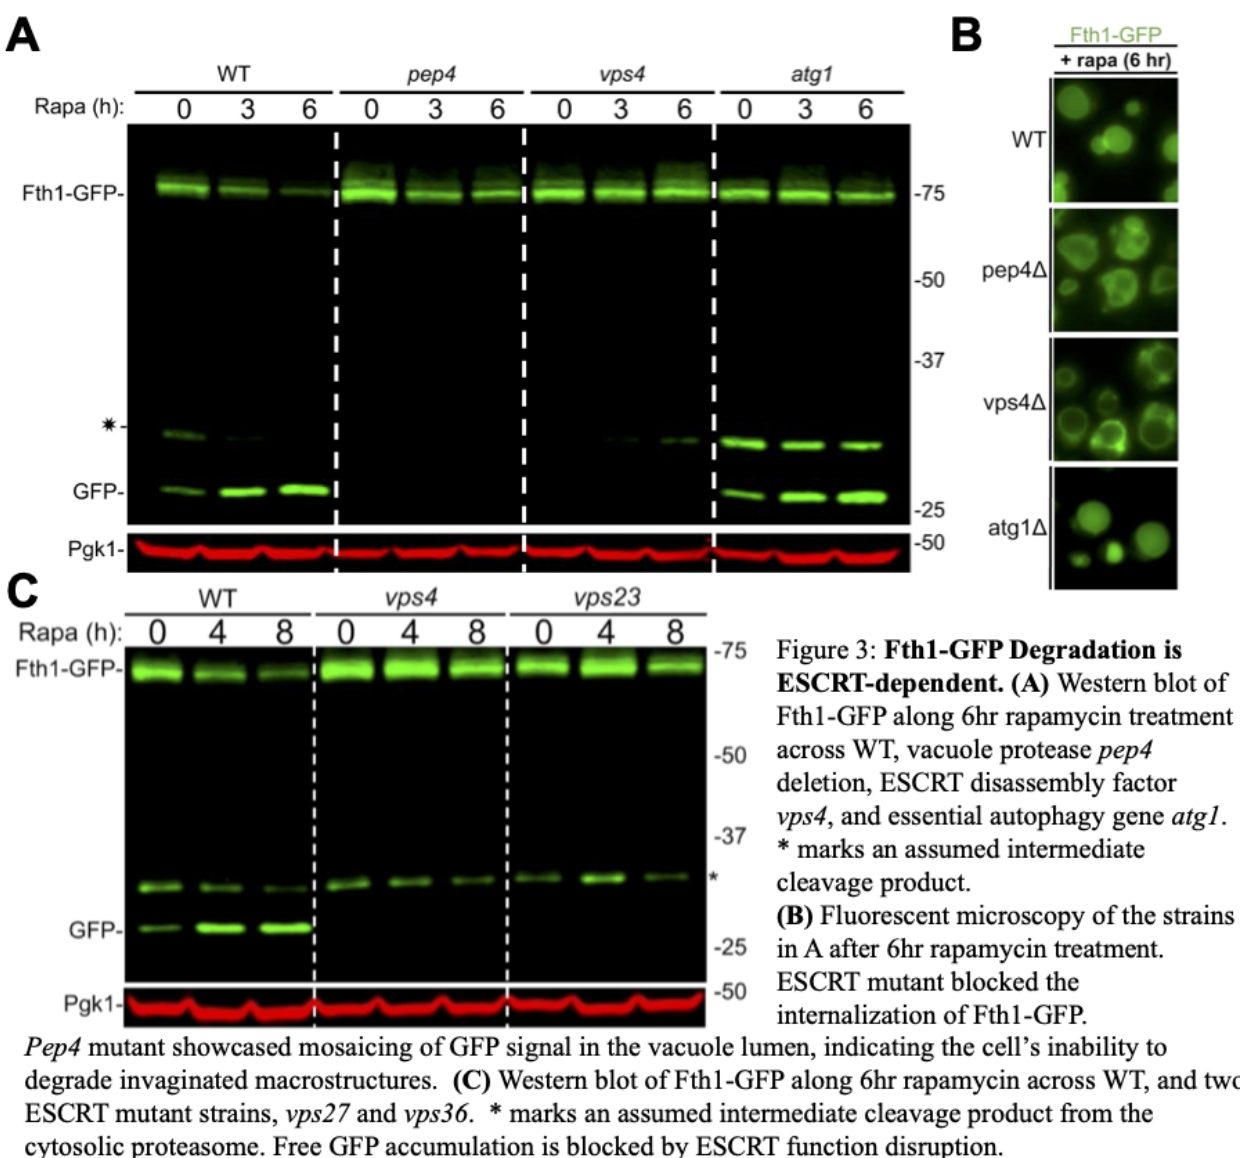 A
WT pep4 vps4 atg1
Rapa (h): 0 3 6 0 3 6 0 3 6 0 3 6
Fth1-GFP- -75
-50
-37
*-
GFP- -25
Pgk1- -50
B
Fth1-GFP
+ rapa (6 hr)
WT
pep4Δ
vps4Δ
atg1Δ
C
WT vps4 vps23
Rapa (h): 0 4 8 0 4 8 0 4 8
Fth1-GFP- -75
-50
-37
*
GFP- -25
Pgk1- -50
Figure 3: Fth1-GFP Degradation is
ESCRT-dependent. (A) Western blot of
Fth1-GFP along 6hr rapamycin treatment
across WT, vacuole protease pep4
deletion, ESCRT disassembly factor
vps4, and essential autophagy gene atg1.
* marks an assumed intermediate
cleavage product.
(B) Fluorescent microscopy of the strains
in A after 6hr rapamycin treatment.
ESCRT mutant blocked the
internalization of Fth1-GFP.
Pep4 mutant showcased mosaicing of GFP signal in the vacuole lumen, indicating the cell’s inability to
degrade invaginated macrostructures. (C) Western blot of Fth1-GFP along 6hr rapamycin across WT, and two
ESCRT mutant strains, vps27 and vps36. * marks an assumed intermediate cleavage product from the
cytosolic proteasome. Free GFP accumulation is blocked by ESCRT function disruption.